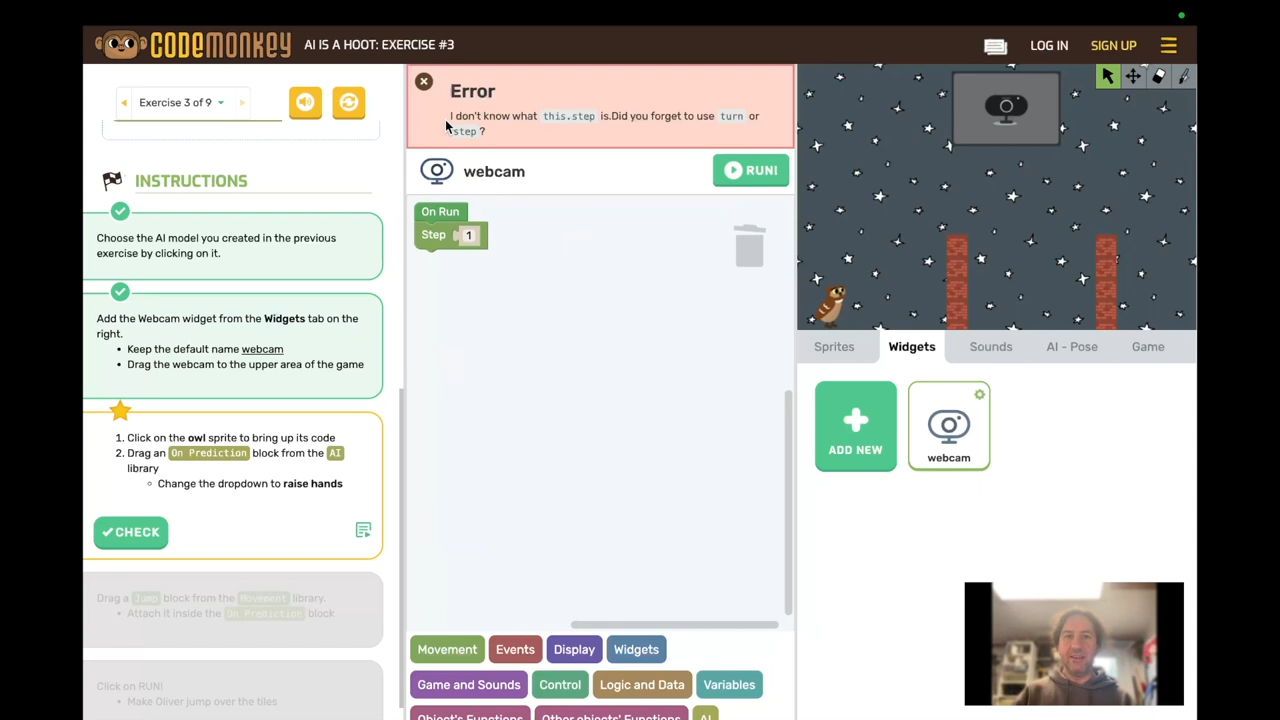 CODEmONKEY
AI IS A HOOT: EXERCISE #3
LOG IN
SIGN UP
Exercise 3 of 9
INSTRUCTIONS
Choose the AI model you created in the previous
exercise by clicking on it.
Add the Webcam widget from the Widgets tab on the
right.
Keep the default name webcam
Drag the webcam to the upper area of the game
1. Click on the owl sprite to bring up its code
2. Drag an On Prediction block from the AI
library
Change the dropdown to raise hands
CHECK
Drag a Jump block from the Movement library.
Attach it inside the On Prediction block
Click on RUN!
Make Oliver jump over the tiles
Error
I don't know what this.step is.Did you forget to use turn or
step ?
webcam
RUN!
On Run
Step 1
Movement
Events
Display
Widgets
Game and Sounds
Control
Logic and Data
Variables
Object's Functions
Other objects' Functions
AI
Sprites
Widgets
Sounds
AI - Pose
Game
ADD NEW
webcam